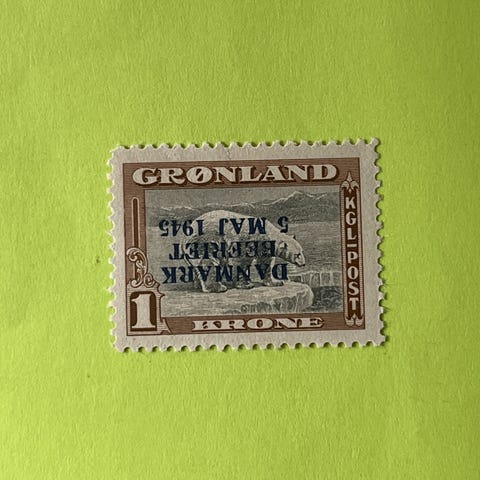 GRØNLAND
KGL-POST
DANMARK
BEFRIET
5 MAJ 1945
1
KRONE